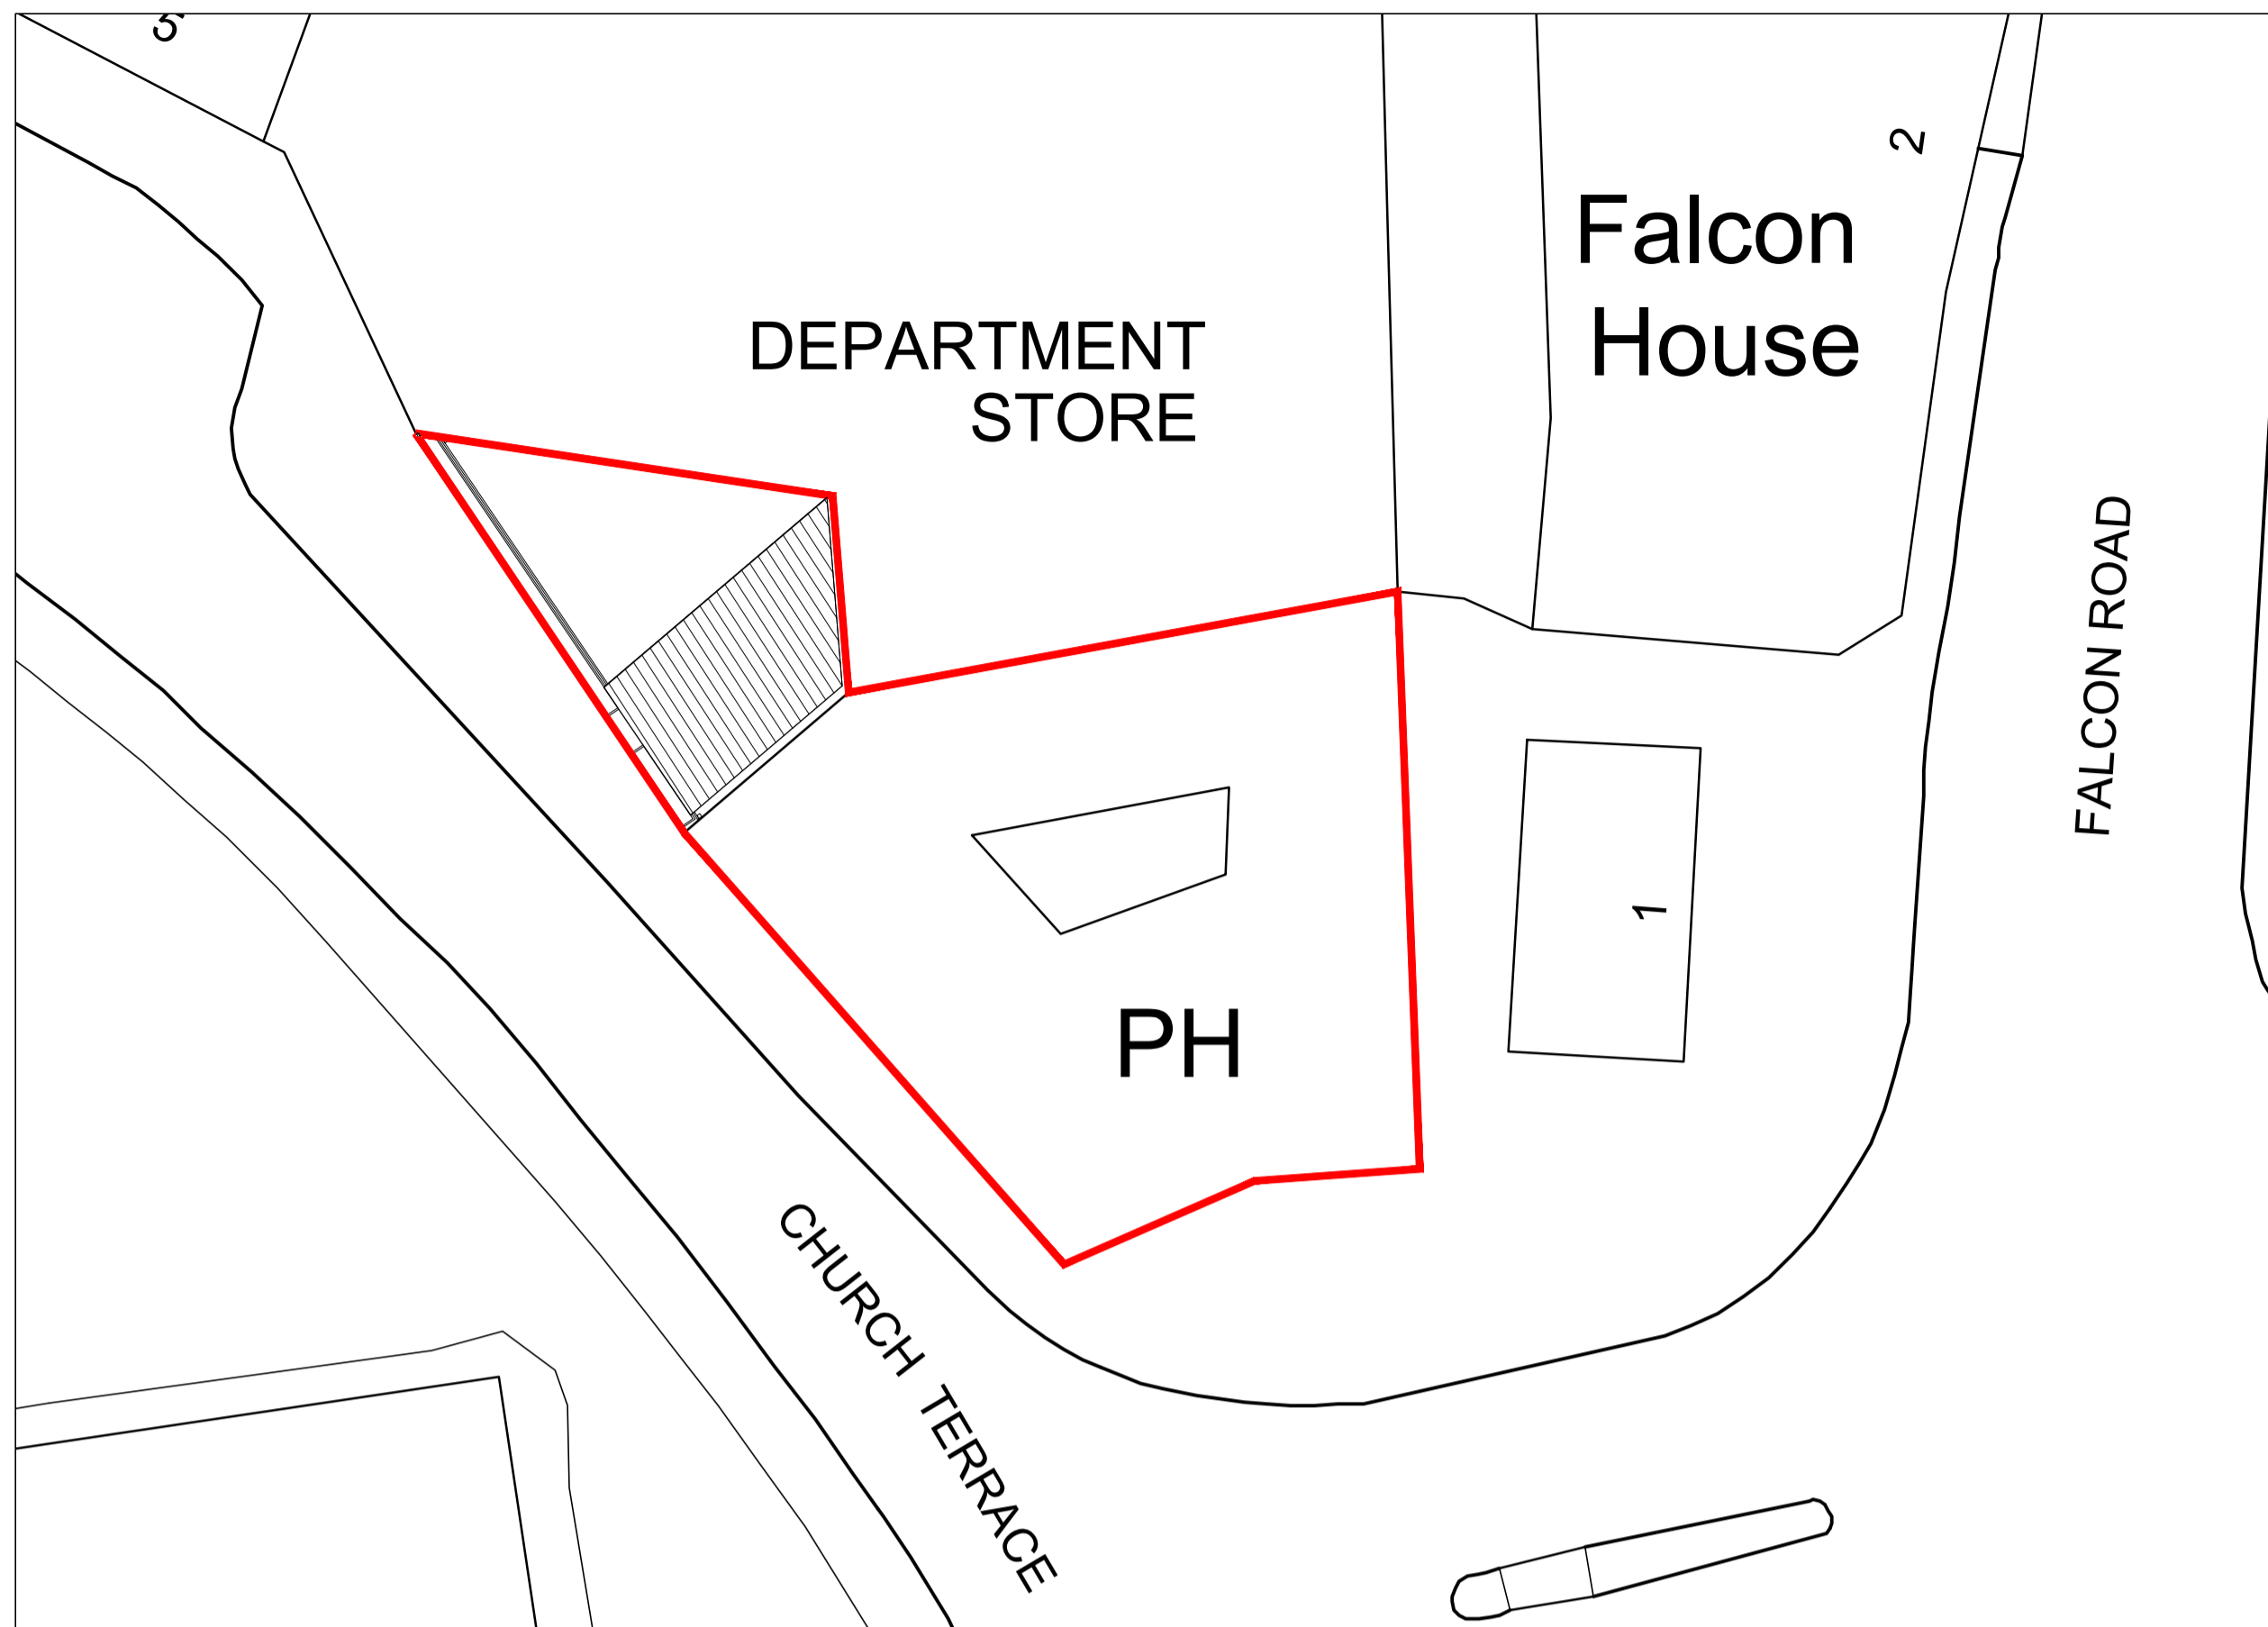 2
Falcon
House
DEPARTMENT
STORE
FALCON ROAD
1
PH
CHURCH TERRACE